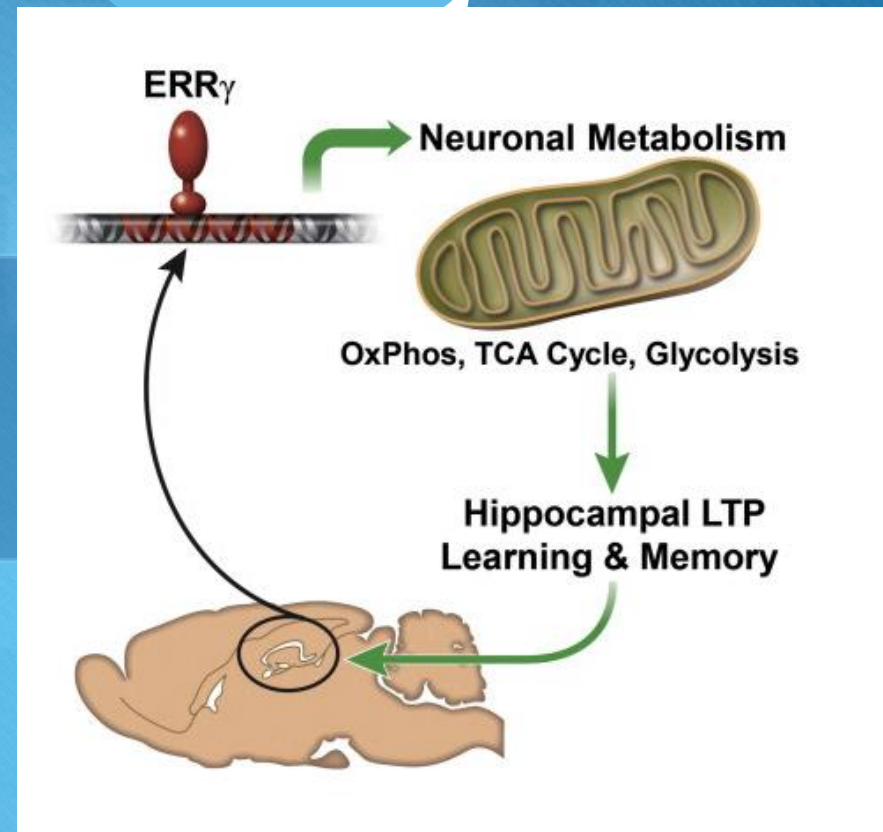 ERRγ
Neuronal Metabolism
OxPhos, TCA Cycle, Glycolysis
Hippocampal LTP
Learning & Memory